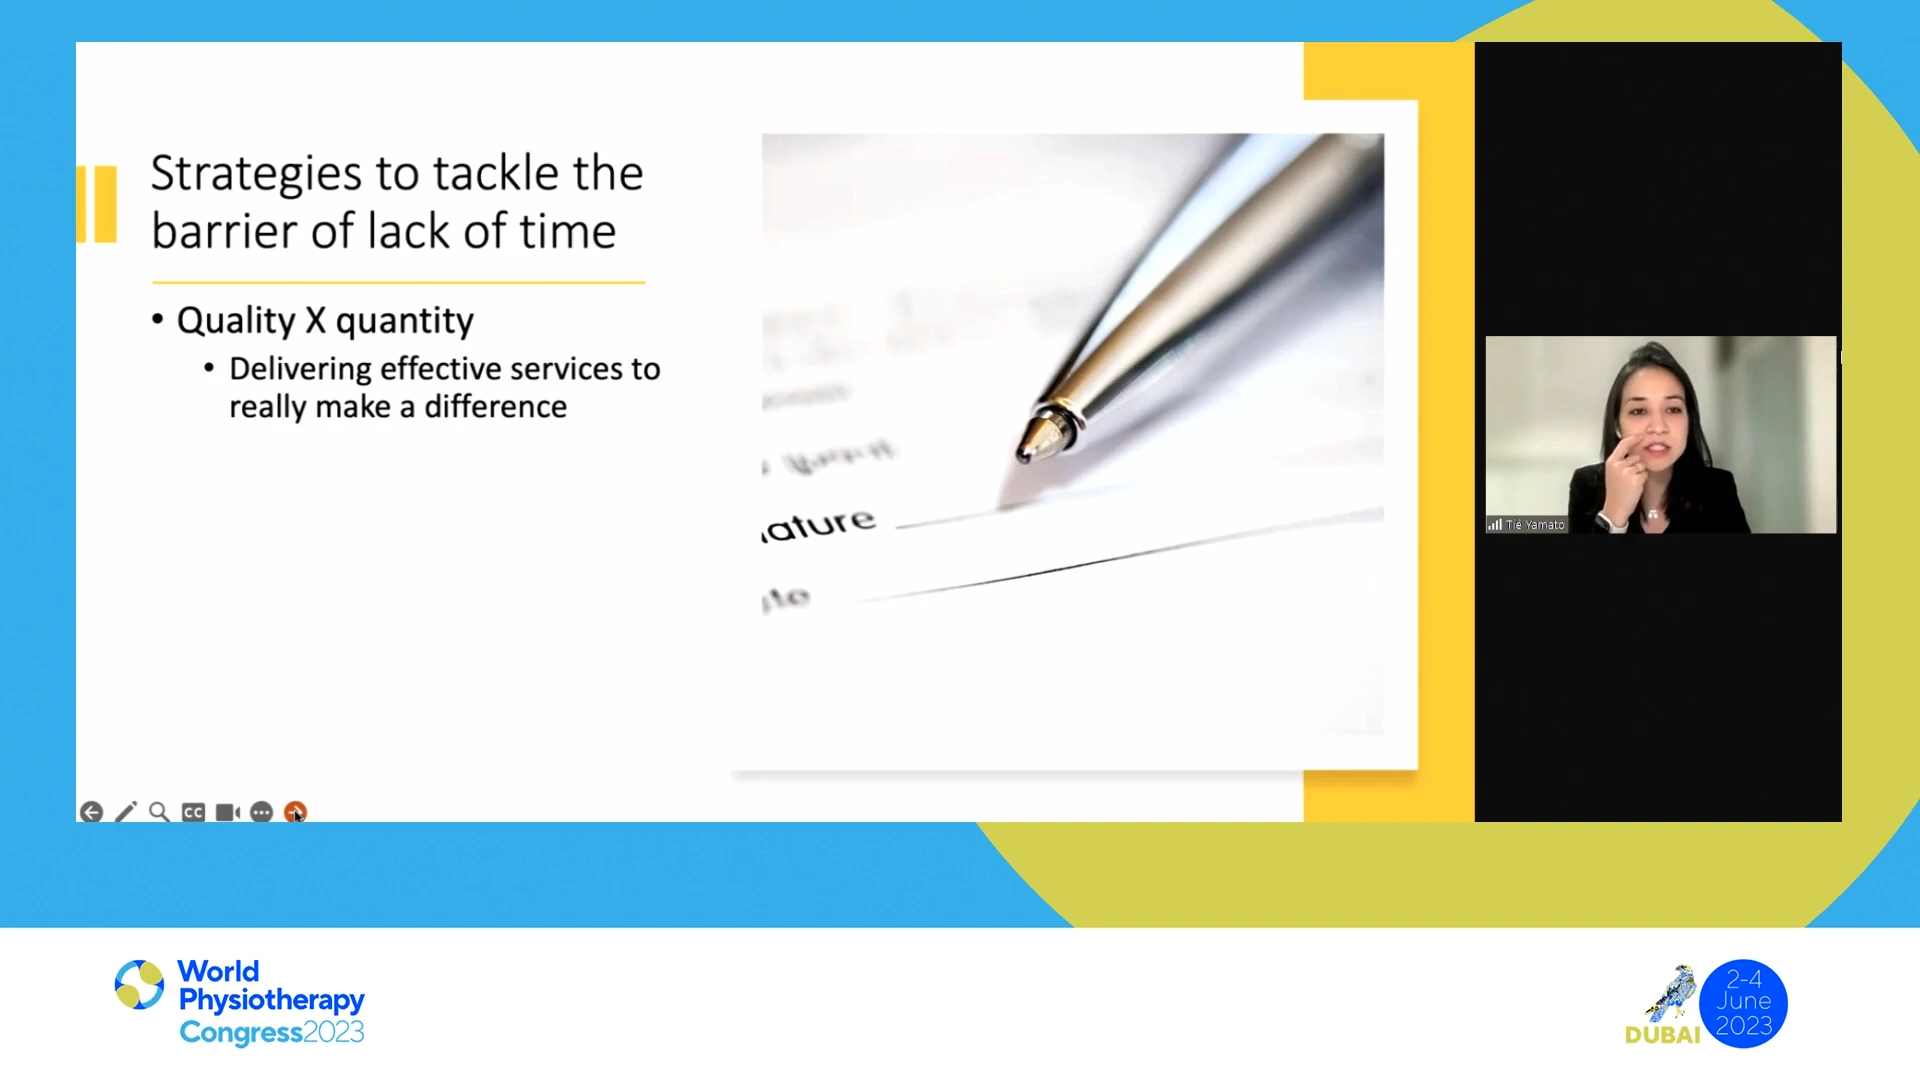 Strategies to tackle the
barrier of lack of time
• Quality X quantity
• Delivering effective services to
really make a difference
ature
Tiê Yamato
CC
World
Physiotherapy
Congress2023
DUBAI
2-4
June
2023